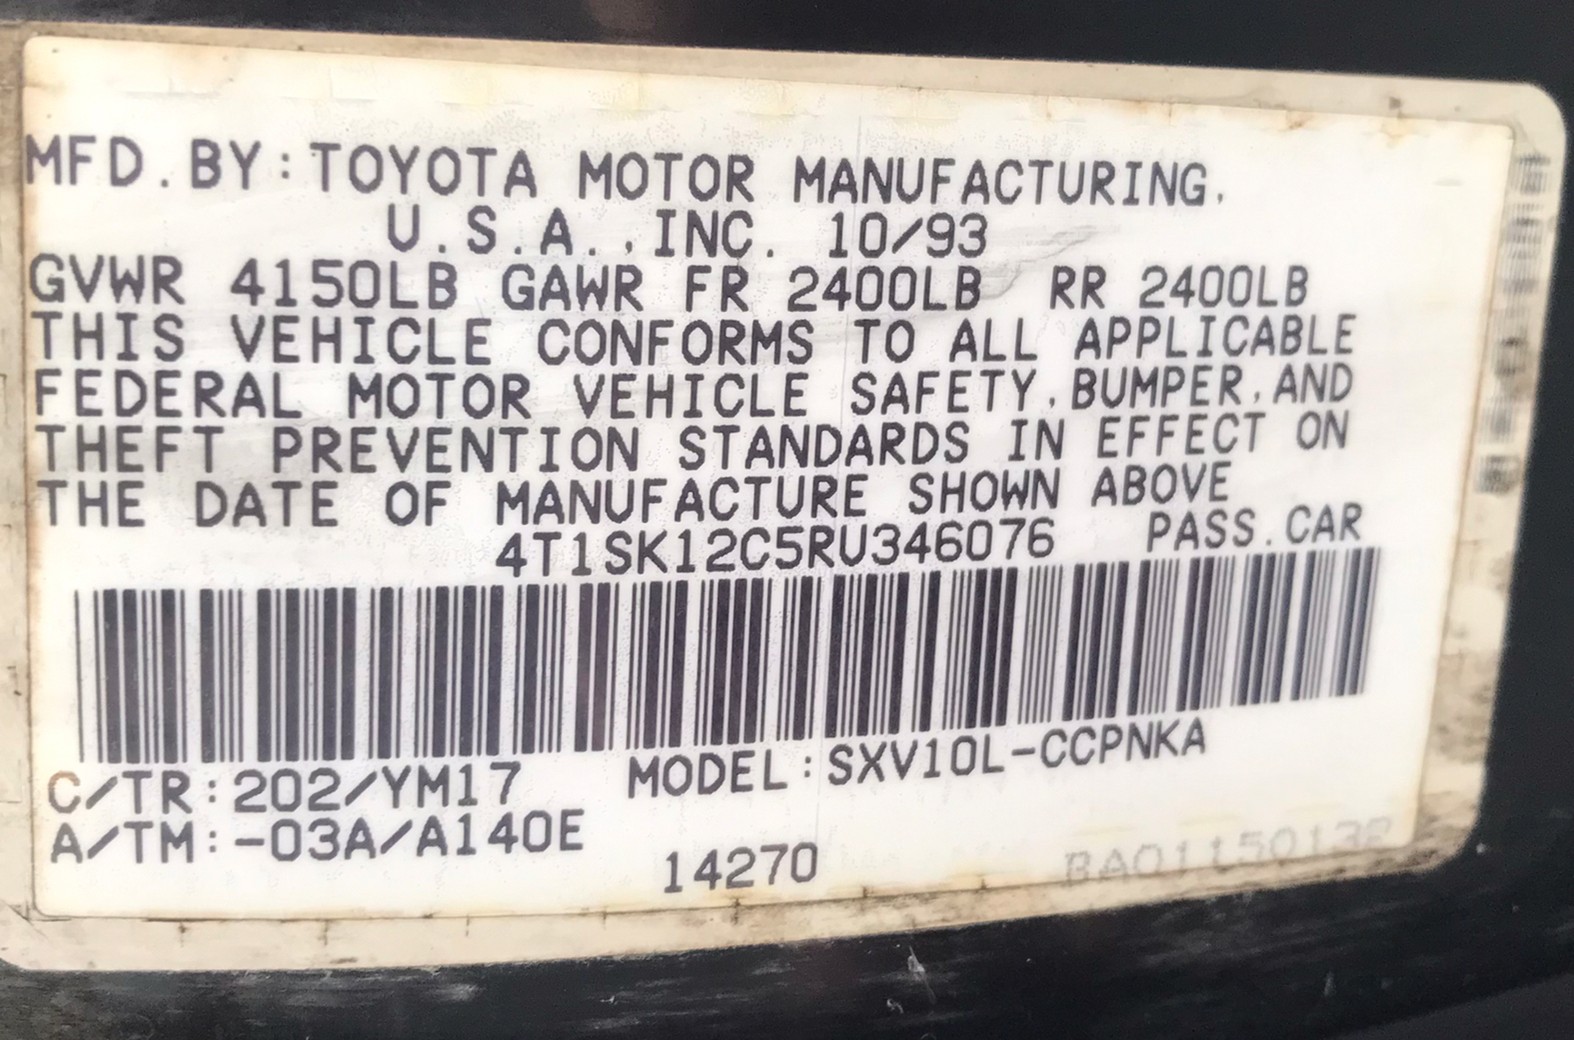 MFD.BY:TOYOTA MOTOR MANUFACTURING,
U.S.A.,INC. 10/93
GVWR 4150LB GAWR FR 2400LB RR 2400LB
THIS VEHICLE CONFORMS TO ALL APPLICABLE
FEDERAL MOTOR VEHICLE SAFETY,BUMPER,AND
THEFT PREVENTION STANDARDS IN EFFECT ON
THE DATE OF MANUFACTURE SHOWN ABOVE
4T1SK12C5RU346076 PASS.CAR
C/TR:202/YM17 MODEL:SXV10L-CCPNKA
A/TM:-03A/A140E
14270 BA01150132